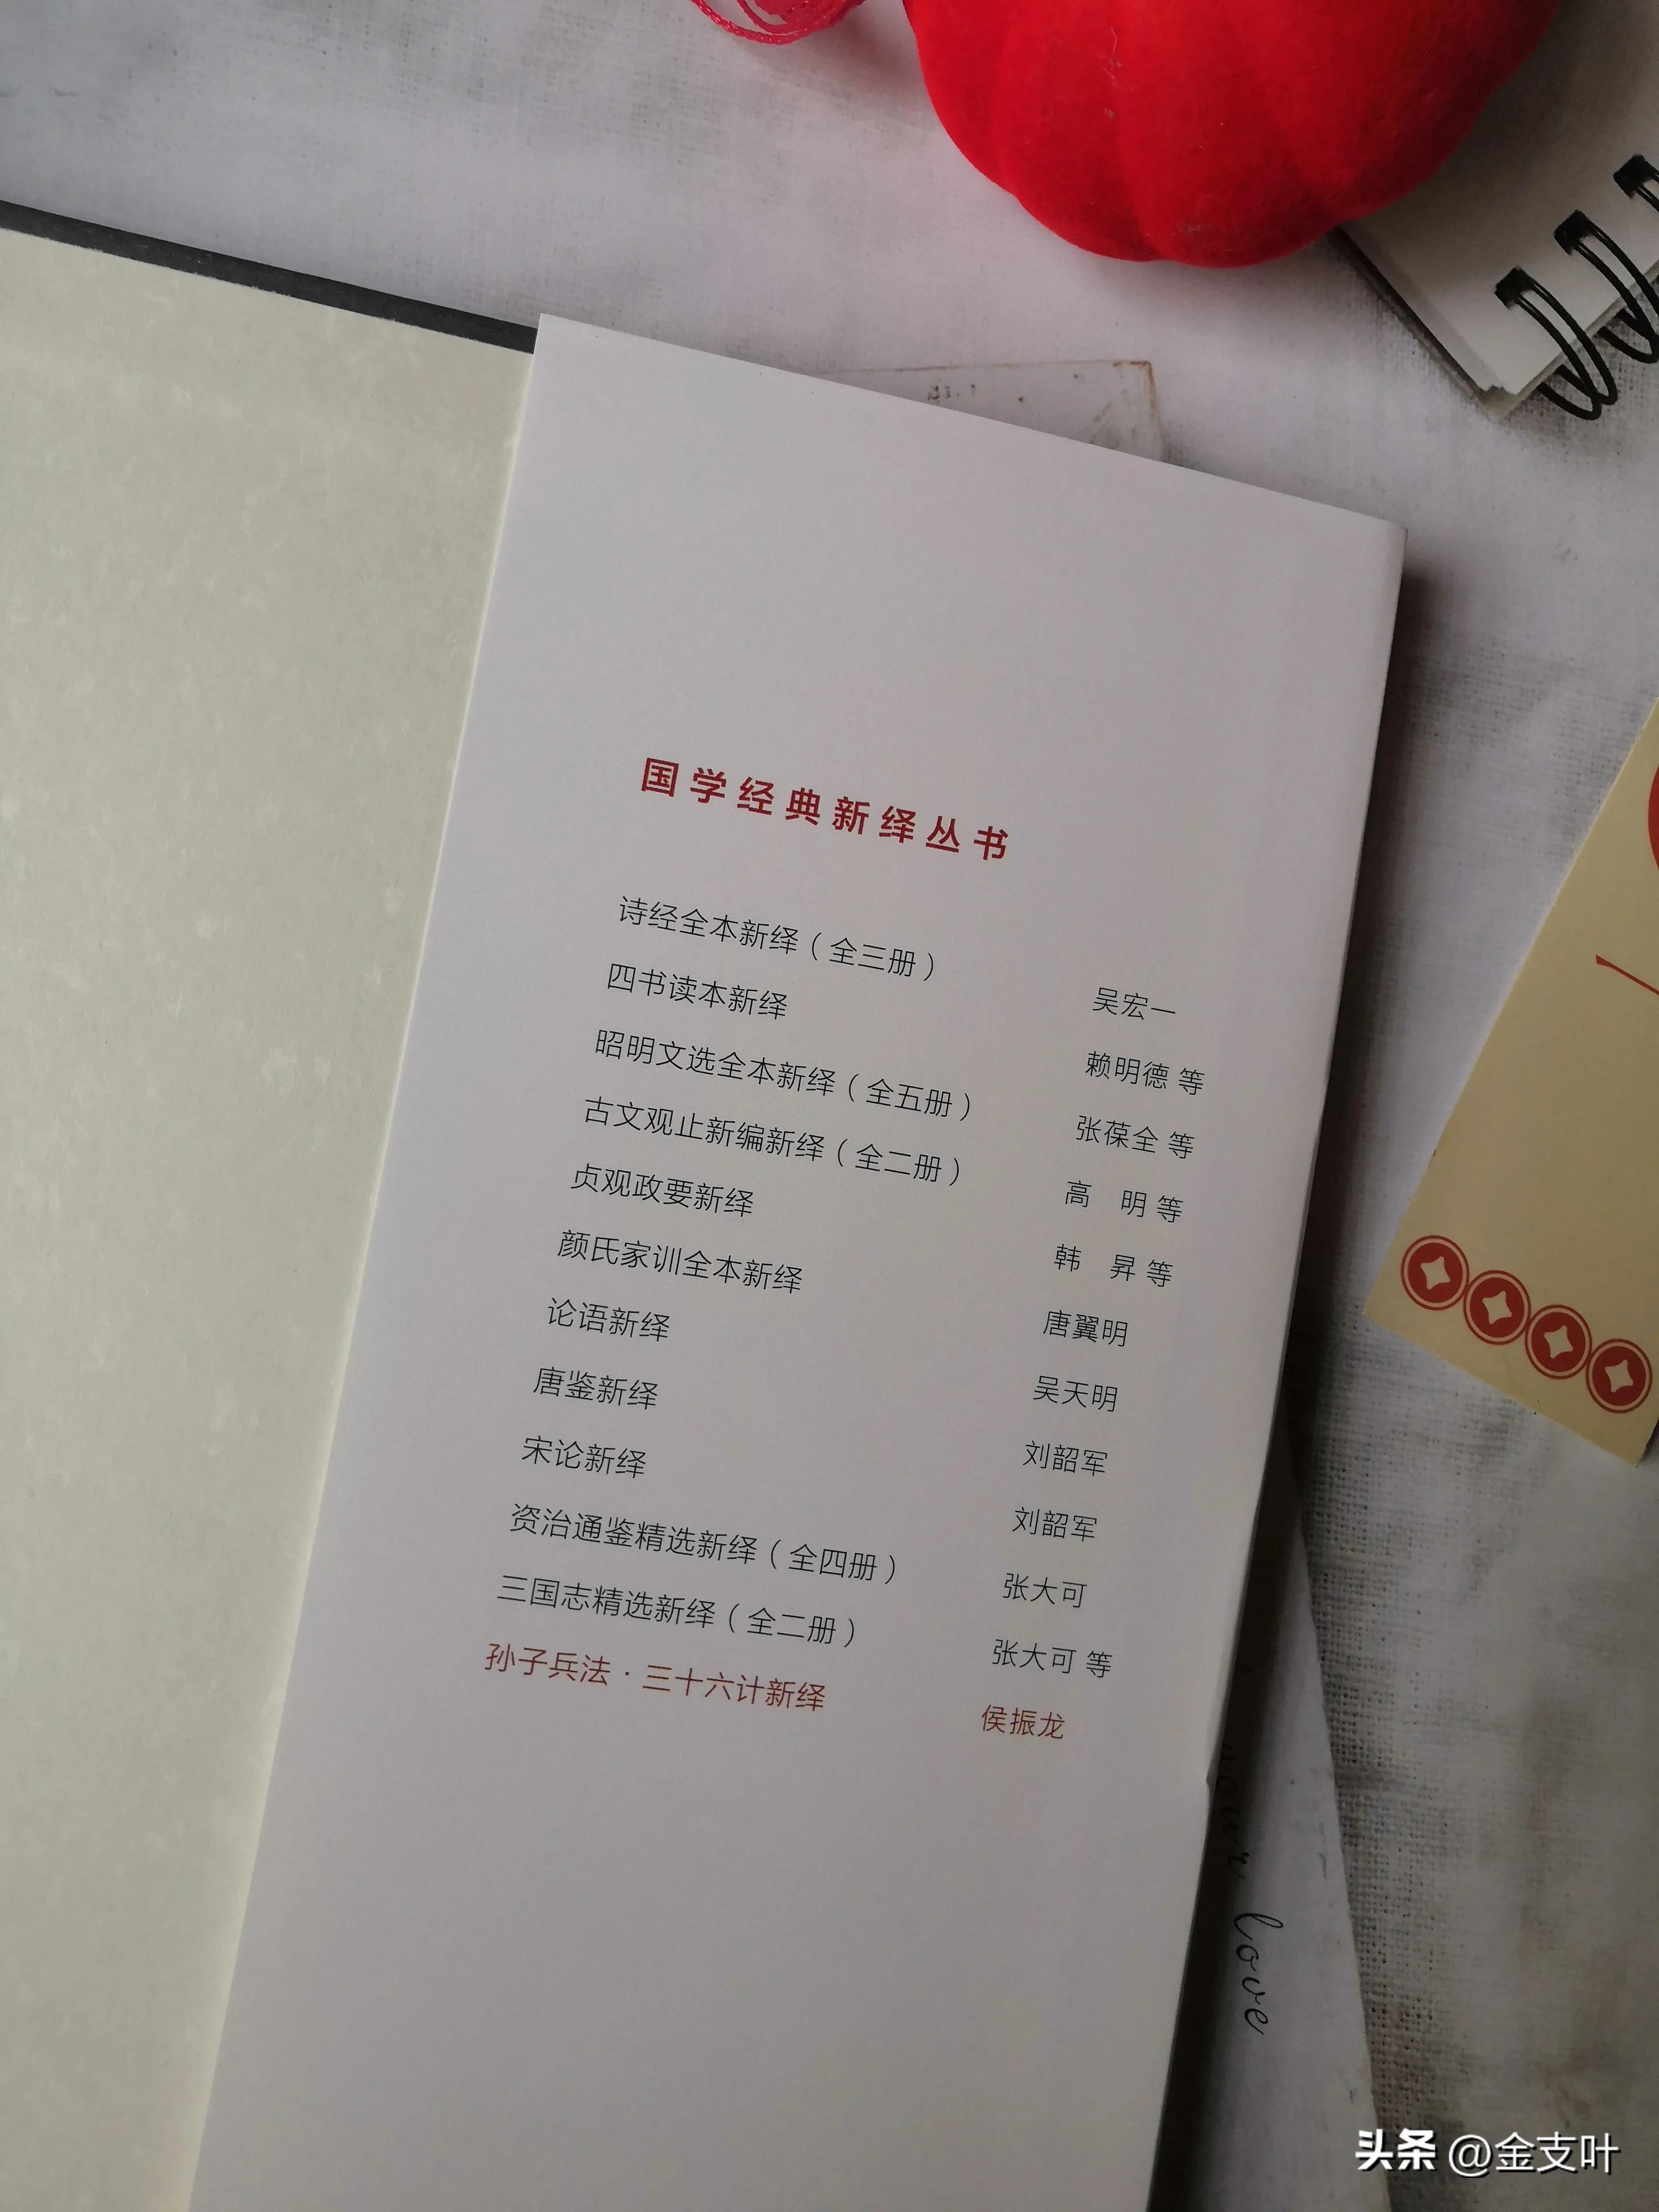 国学经典新绎丛书
诗经全本新绎（全三册） 吴宏一
四书读本新绎 赖明德 等
昭明文选全本新绎（全五册） 张葆全 等
古文观止新编新绎（全二册） 高 明 等
贞观政要新绎 韩 昇 等
颜氏家训全本新绎 唐翼明
论语新绎 吴天明
唐鉴新绎 刘韶军
宋论新绎 刘韶军
资治通鉴精选新绎（全四册） 张大可
三国志精选新绎（全二册） 张大可 等
孙子兵法·三十六计新绎 侯振龙
your love
头条 @金支叶